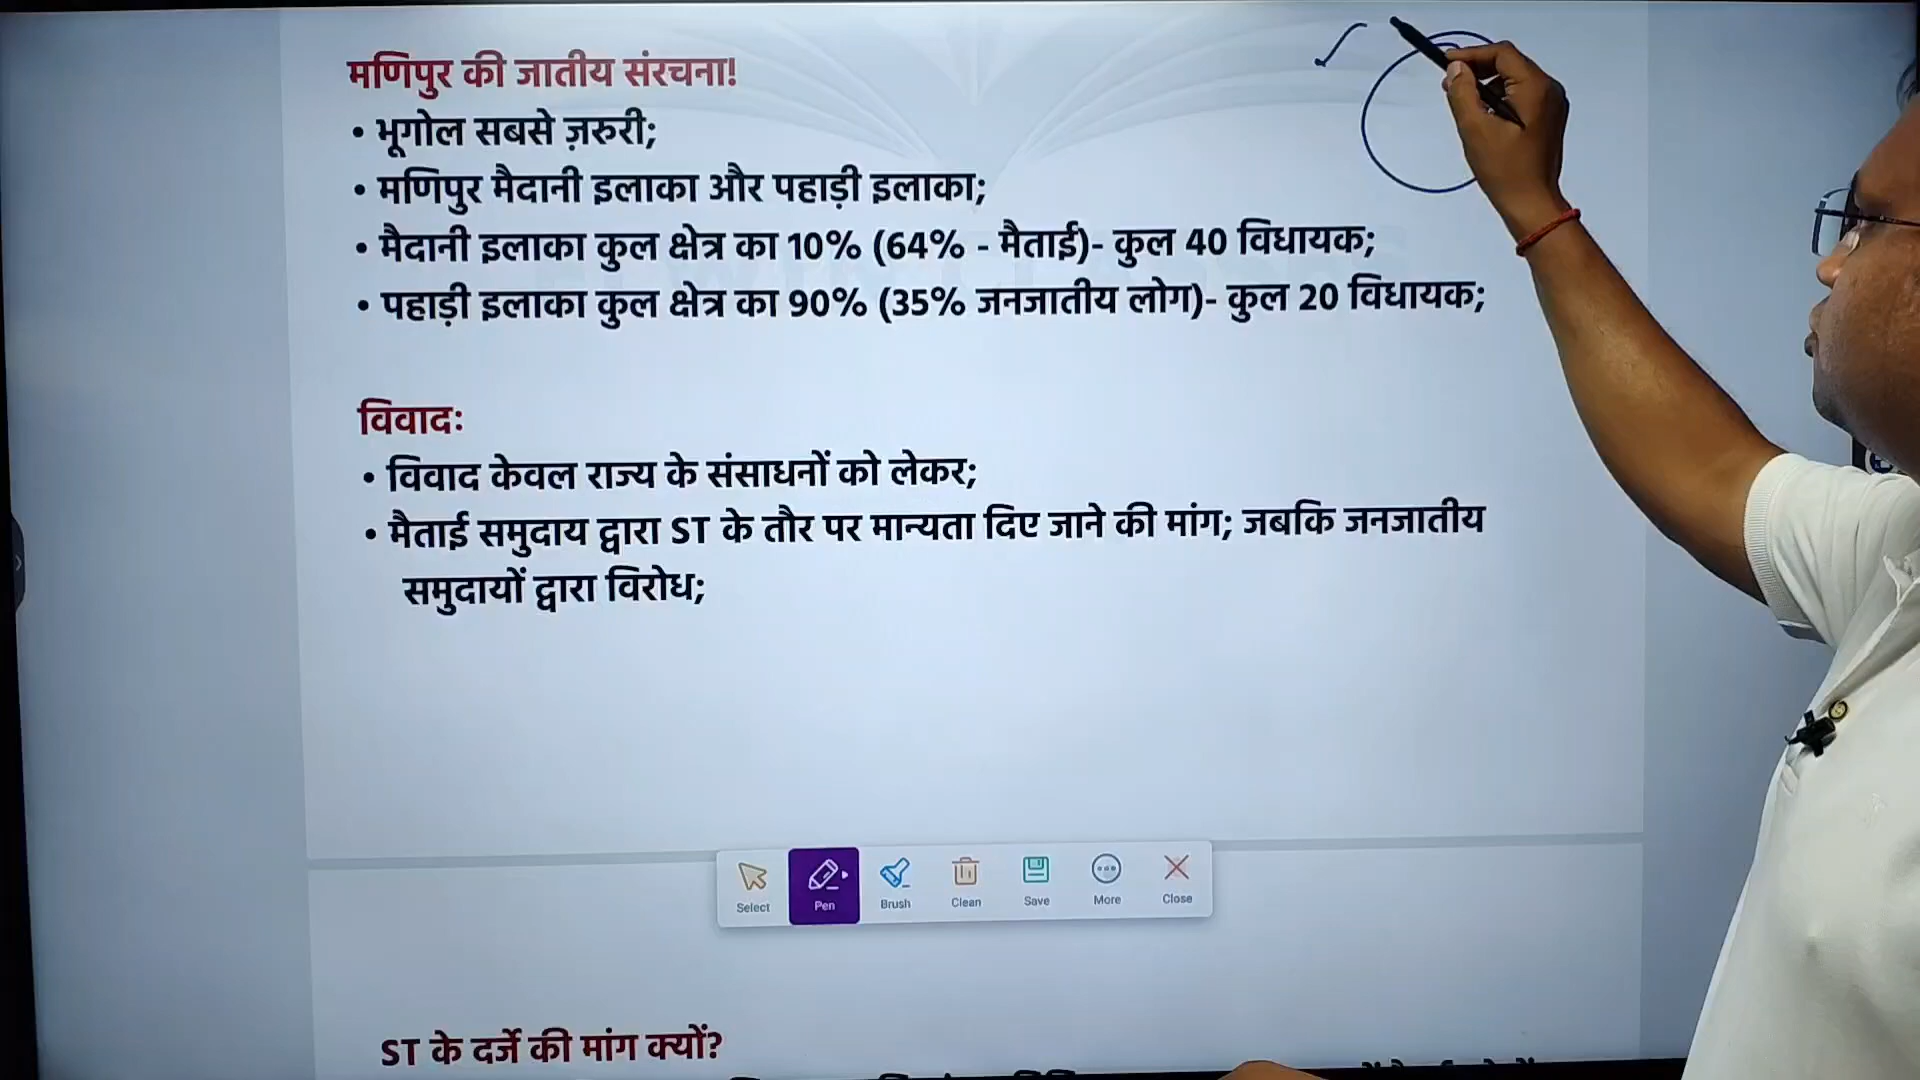 मणिपुर की जातीय संरचना!
• भूगोल सबसे ज़रुरी;
• मणिपुर मैदानी इलाका और पहाड़ी इलाका;
• मैदानी इलाका कुल क्षेत्र का 10% (64% - मैताई)- कुल 40 विधायक;
• पहाड़ी इलाका कुल क्षेत्र का 90% (35% जनजातीय लोग)- कुल 20 विधायक;
विवादः
• विवाद केवल राज्य के संसाधनों को लेकर;
• मैताई समुदाय द्वारा ST के तौर पर मान्यता दिए जाने की मांग; जबकि जनजातीय
समुदायों द्वारा विरोध;
Select Pen Brush Clean Save More Close
ST के दर्जे की मांग क्यों?